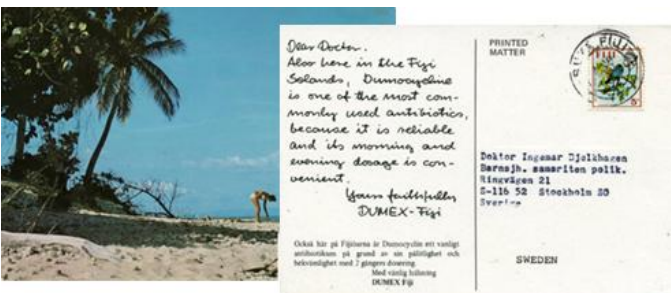 Dear Doctor.
Also here in the Fiji
Islands, Dumocycline
is one of the most com-
monly used antibiotics,
because it is reliable
and its morning and
evening dosage is con-
venient.
Yours faithfully
DUMEX-Fiji
Också här på Fijiöarna är Dumocyclin ett vanligt
antibiotikum på grund av sin pålitlighet och
bekvämlighet med 2 gångers dosering.
Med vänlig hälsning
DUMEX Fiji
PRINTED
MATTER
FIJI
5
Doktor Ingemar
Barnsjh. samariten polik.
Ringvägen 21
S-116 52 Stockholm 20
Sverige
SWEDEN